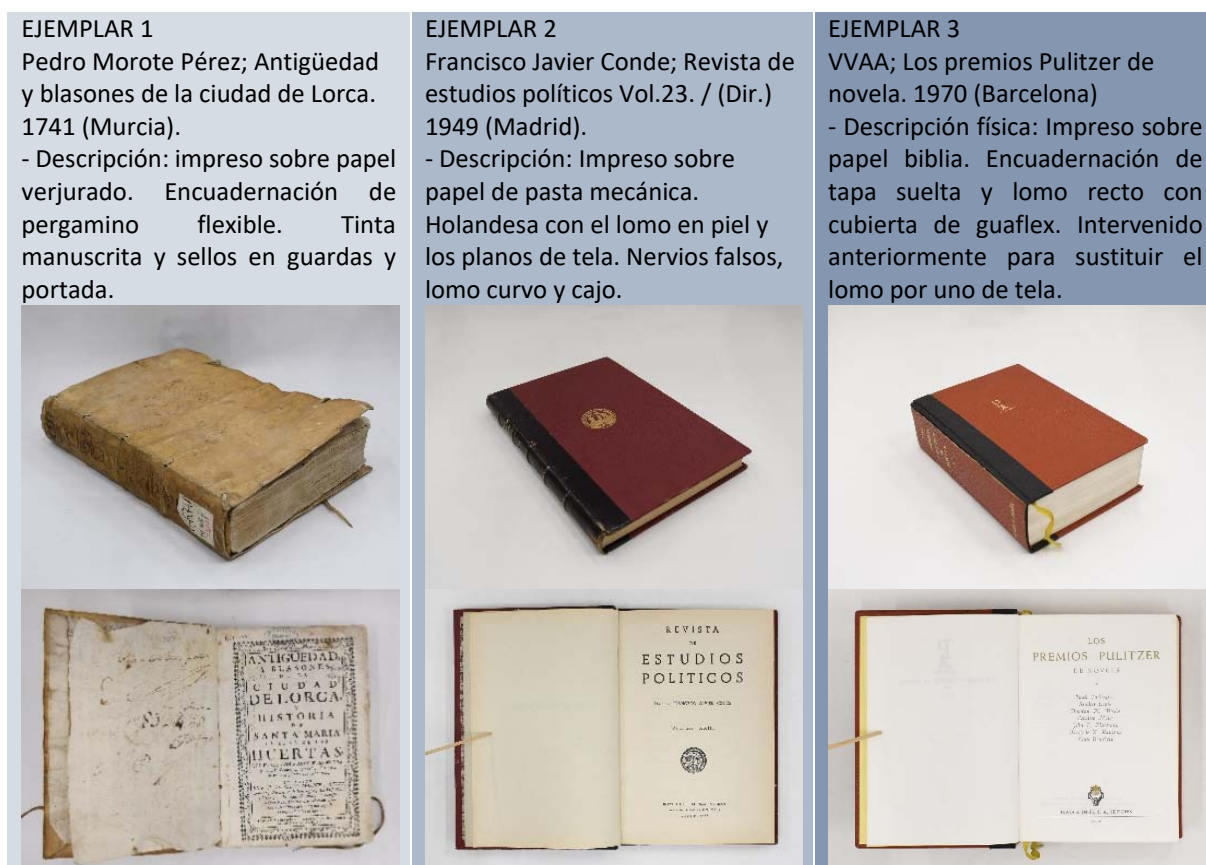 EJEMPLAR 1
Pedro Morote Pérez; Antigüedad
y blasones de la ciudad de Lorca.
1741 (Murcia).
- Descripción: impreso sobre papel
verjurado. Encuadernación de
pergamino flexible. Tinta
manuscrita y sellos en guardas y
portada.
ANTIGUEDAD,
Y BLASONES
DE LA
CIUDAD
DE LORCA,
Y
HISTORIA
DE
SANTA MARIA
HUERTAS
EJEMPLAR 2
Francisco Javier Conde; Revista de
estudios políticos Vol.23. / (Dir.)
1949 (Madrid).
- Descripción: Impreso sobre
papel de pasta mecánica.
Holandesa con el lomo en piel y
los planos de tela. Nervios falsos,
lomo curvo y cajo.
REVISTA
DE
ESTUDIOS
POLITICOS
EJEMPLAR 3
VVAA; Los premios Pulitzer de
novela. 1970 (Barcelona)
- Descripción física: Impreso sobre
papel biblia. Encuadernación de
tapa suelta y lomo recto con
cubierta de guaflex. Intervenido
anteriormente para sustituir el
lomo por uno de tela.
LOS
PREMIOS PULITZER
DE NOVELA